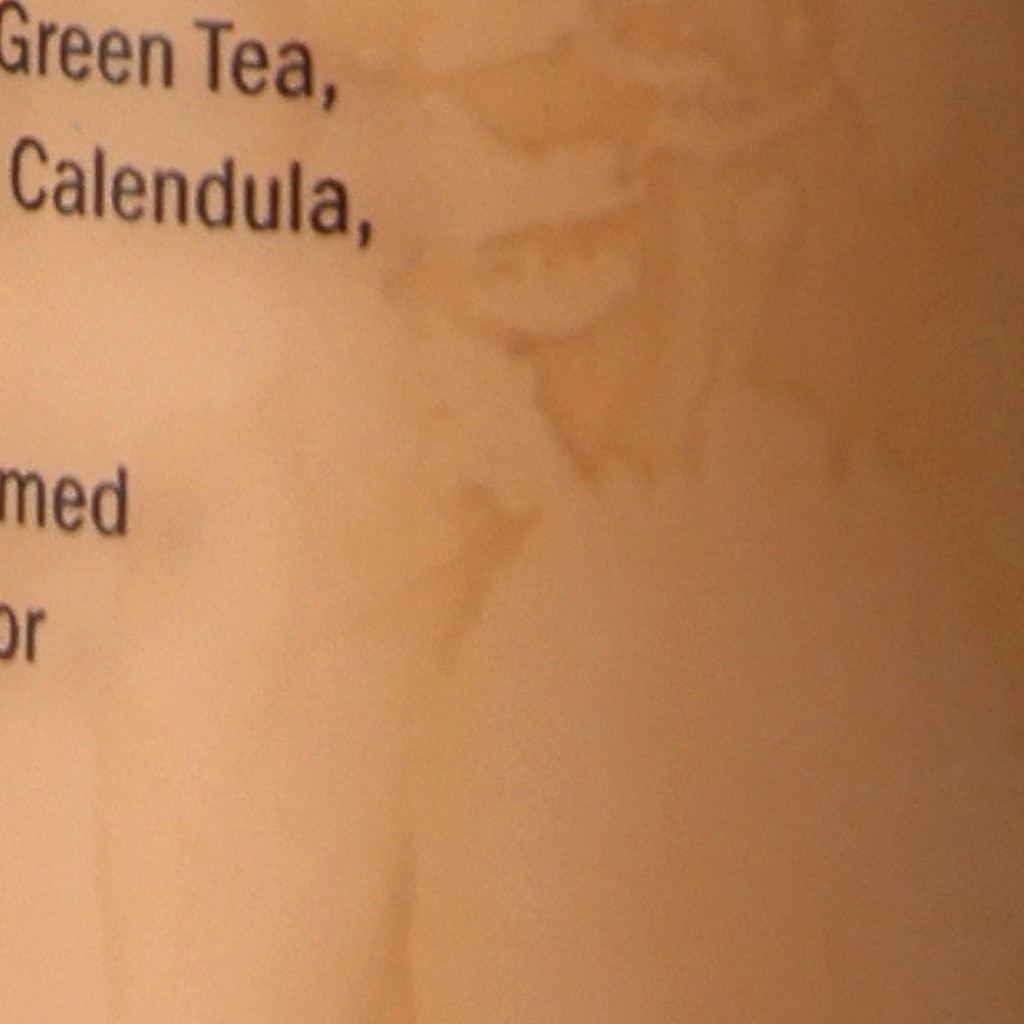 Green Tea,
Calendula,
med
or